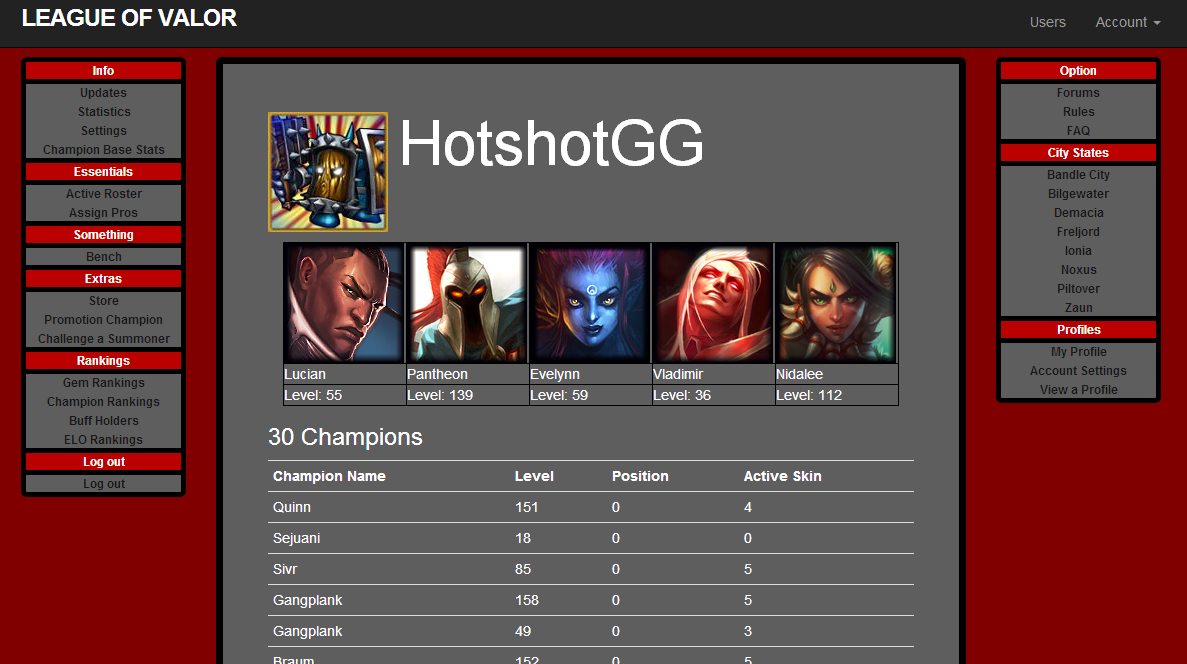 LEAGUE OF VALOR
Users Account
Info
Updates
Statistics
Settings
Champion Base Stats
Essentials
Active Roster
Assign Pros
Something
Bench
Extras
Store
Promotion Champion
Challenge a Summoner
Rankings
Gem Rankings
Champion Rankings
Buff Holders
ELO Rankings
Log out
Log out
HotshotGG
Lucian Pantheon Evelynn Vladimir Nidalee
Level: 55 Level: 139 Level: 59 Level: 36 Level: 112
30 Champions
Champion Name Level Position Active Skin
Quinn 151 0 4
Sejuani 18 0 0
Sivr 85 0 5
Gangplank 158 0 5
Gangplank 49 0 3
Braum 152 0 5
Option
Forums
Rules
FAQ
City States
Bandle City
Bilgewater
Demacia
Freljord
Ionia
Noxus
Piltover
Zaun
Profiles
My Profile
Account Settings
View a Profile